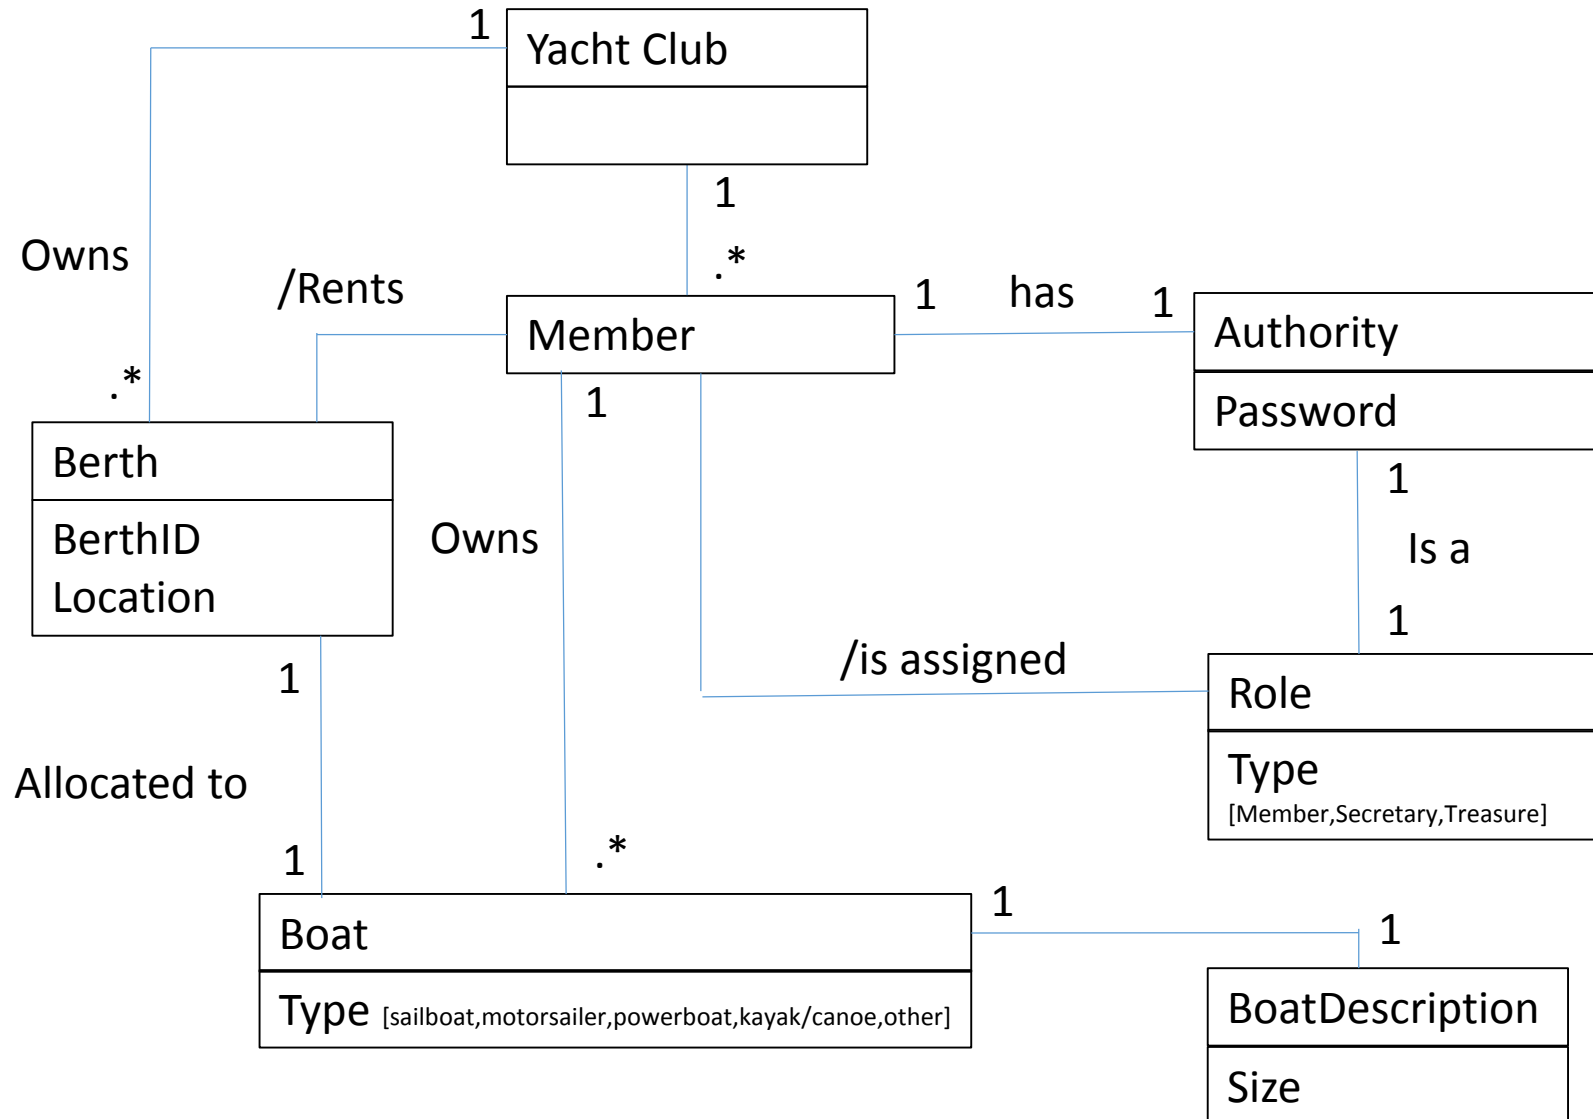 1
Yacht Club
1
Owns
/Rents
.*
1
has
1
Member
Authority
.*
1
Password
Berth
1
BerthID
Location
Owns
Is a
1
1
/is assigned
Role
Allocated to
Type
[Member,Secretary,Treasure]
1
.*
1
1
Boat
Type [sailboat,motorsailer,powerboat,kayak/canoe,other]
BoatDescription
Size